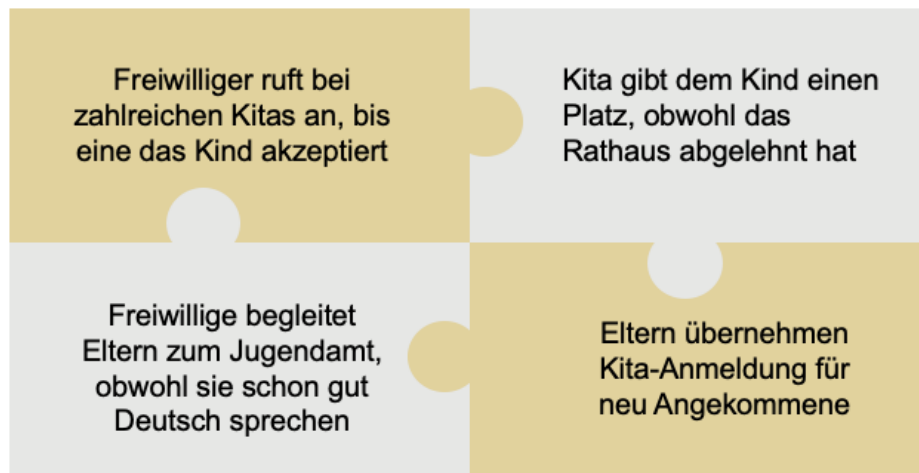 Freiwilliger ruft bei
zahlreichen Kitas an, bis
eine das Kind akzeptiert
Kita gibt dem Kind einen
Platz, obwohl das
Rathaus abgelehnt hat
Freiwillige begleitet
Eltern zum Jugendamt,
obwohl sie schon gut
Deutsch sprechen
Eltern übernehmen
Kita-Anmeldung für
neu Angekommene